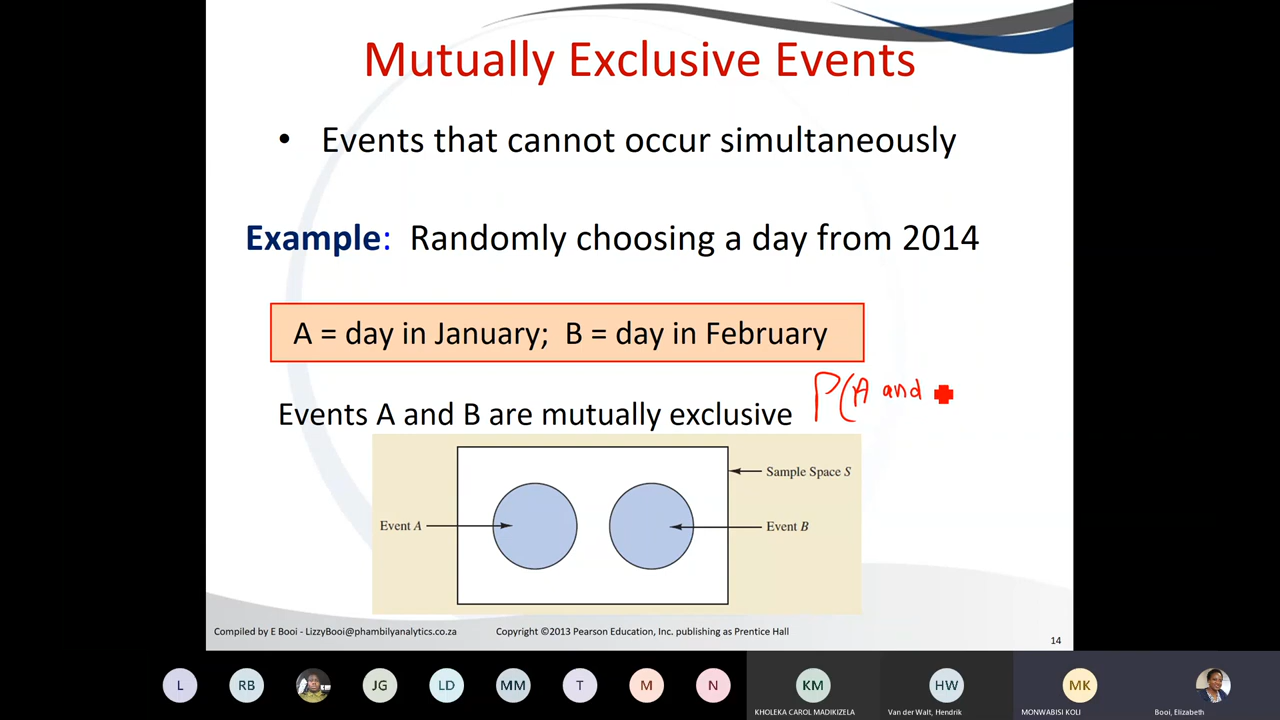 Mutually Exclusive Events
• Events that cannot occur simultaneously
Example: Randomly choosing a day from 2014
A = day in January; B = day in February
P(A and
Events A and B are mutually exclusive
Sample Space S
Event A
Event B
Compiled by E Booi - LizzyBooi@phambilyanalytics.co.za
Copyright ©2013 Pearson Education, Inc. publishing as Prentice Hall
14
L
RB
JG
LD
MM
T
M
N
KM
HW
MK
KHOLEKA CAROL MADIKIZELA
Van der Walt, Hendrik
MONWABISI KOLI
Booi, Elizabeth